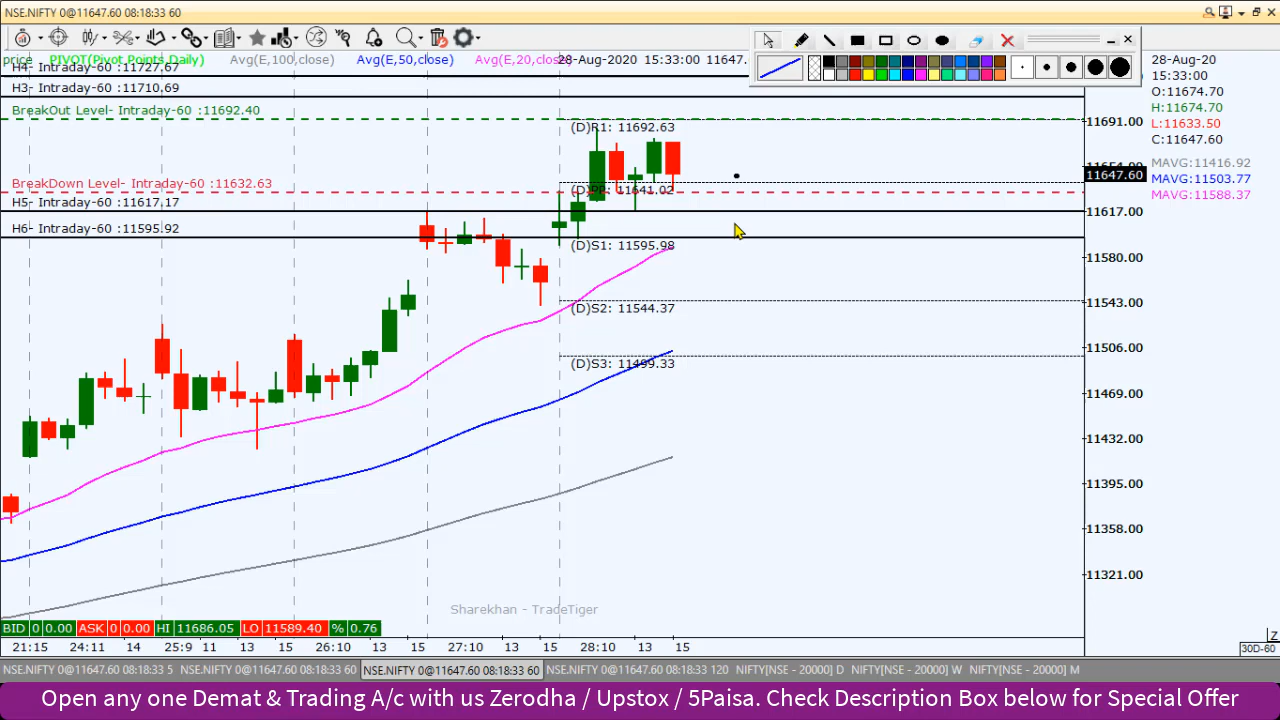 NSE.NIFTY 0@11647.60 08:18:33 60
price PIVOT(Pivot Points,Daily) Avg(E,100,close) Avg(E,50,close) Avg(E,20,close) 28-Aug-2020 15:33:00 11647.
28-Aug-20
15:33:00
O:11674.70
H:11674.70
L:11633.50
C:11647.60
MAVG:11416.92
MAVG:11503.77
MAVG:11588.37
H4- Intraday-60 :11727.67
H3- Intraday-60 :11710.69
BreakOut Level- Intraday-60 :11692.40
(D)R1: 11692.63
BreakDown Level- Intraday-60 :11632.63
(D)PP: 11641.02
H5- Intraday-60 :11617.17
H6- Intraday-60 :11595.92
(D)S1: 11595.98
(D)S2: 11544.37
(D)S3: 11499.33
11691.00
11654.00
11647.60
11617.00
11580.00
11543.00
11506.00
11469.00
11432.00
11395.00
11358.00
11321.00
Sharekhan - TradeTiger
BID 0 0.00 ASK 0 0.00 HI 11686.05 LO 11589.40 % 0.76
21:15 24:11 14 25:9 11 13 15 26:10 13 15 27:10 13 15 28:10 13 15
Z
30D-60
NSE.NIFTY 0@11647.60 08:18:33 5 NSE.NIFTY 0@11647.60 08:18:33 60 NSE.NIFTY 0@11647.60 08:18:33 60 NSE.NIFTY 0@11647.60 08:18:33 120 NIFTY[NSE - 20000] D NIFTY[NSE - 20000] W NIFTY[NSE - 20000] M
Open any one Demat & Trading A/c with us Zerodha / Upstox / 5Paisa. Check Description Box below for Special Offer